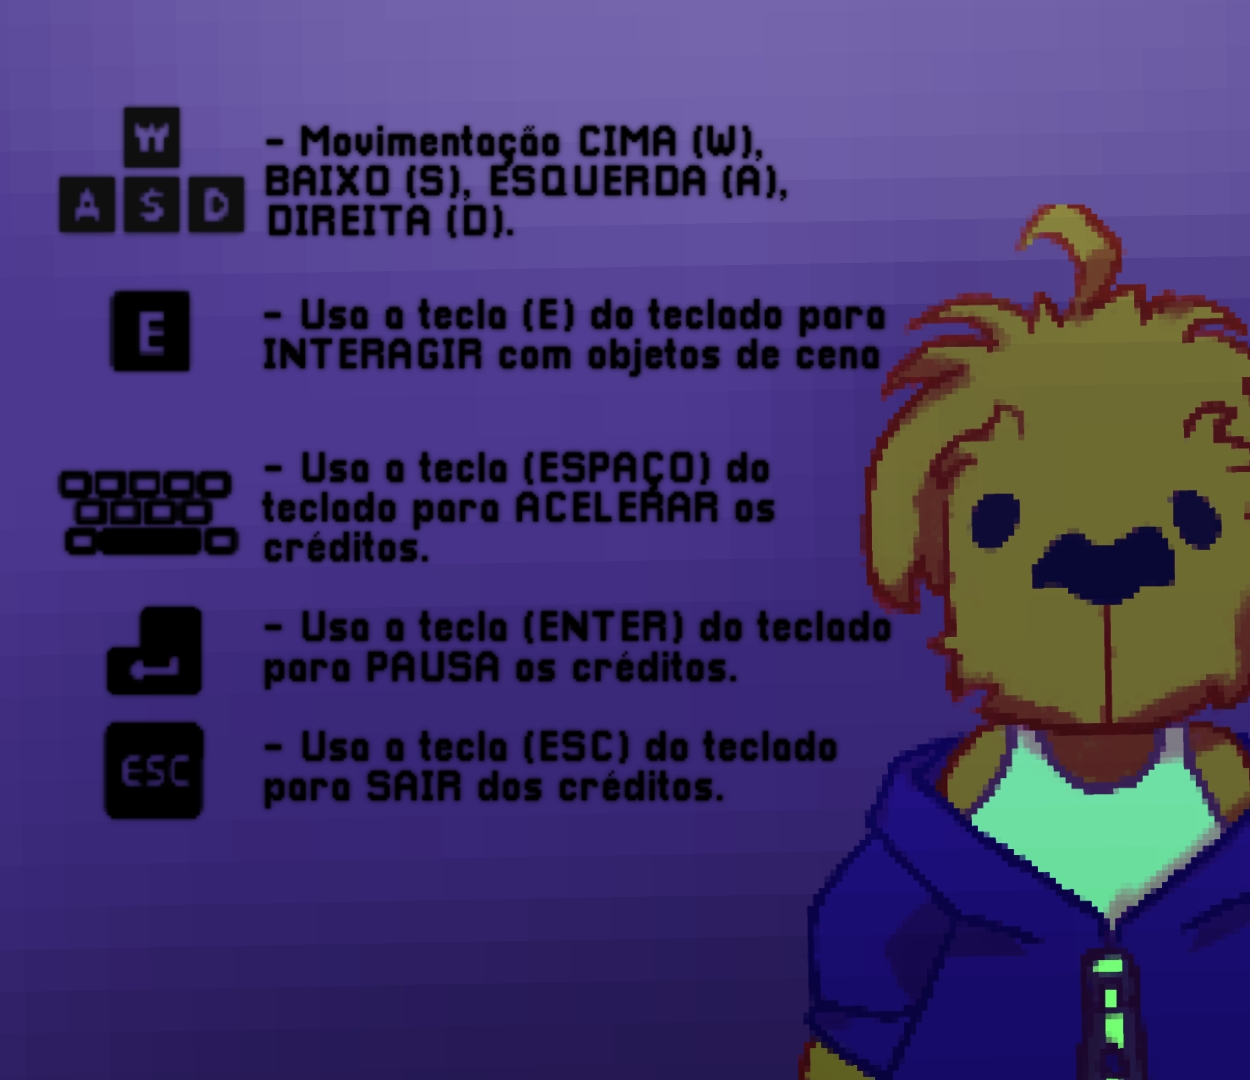 W
- Movimentação CIMA (W),
A S D
BAIXO (S), ESQUERDA (A),
DIREITA (D).
E
- Usa a tecla (E) do teclado para
INTERAGIR com objetos de cena
- Usa a tecla (ESPAÇO) do
teclado para ACELERAR os
créditos.
- Usa a tecla (ENTER) do teclado
para PAUSA os créditos.
ESC
- Usa a tecla (ESC) do teclado
para SAIR dos créditos.